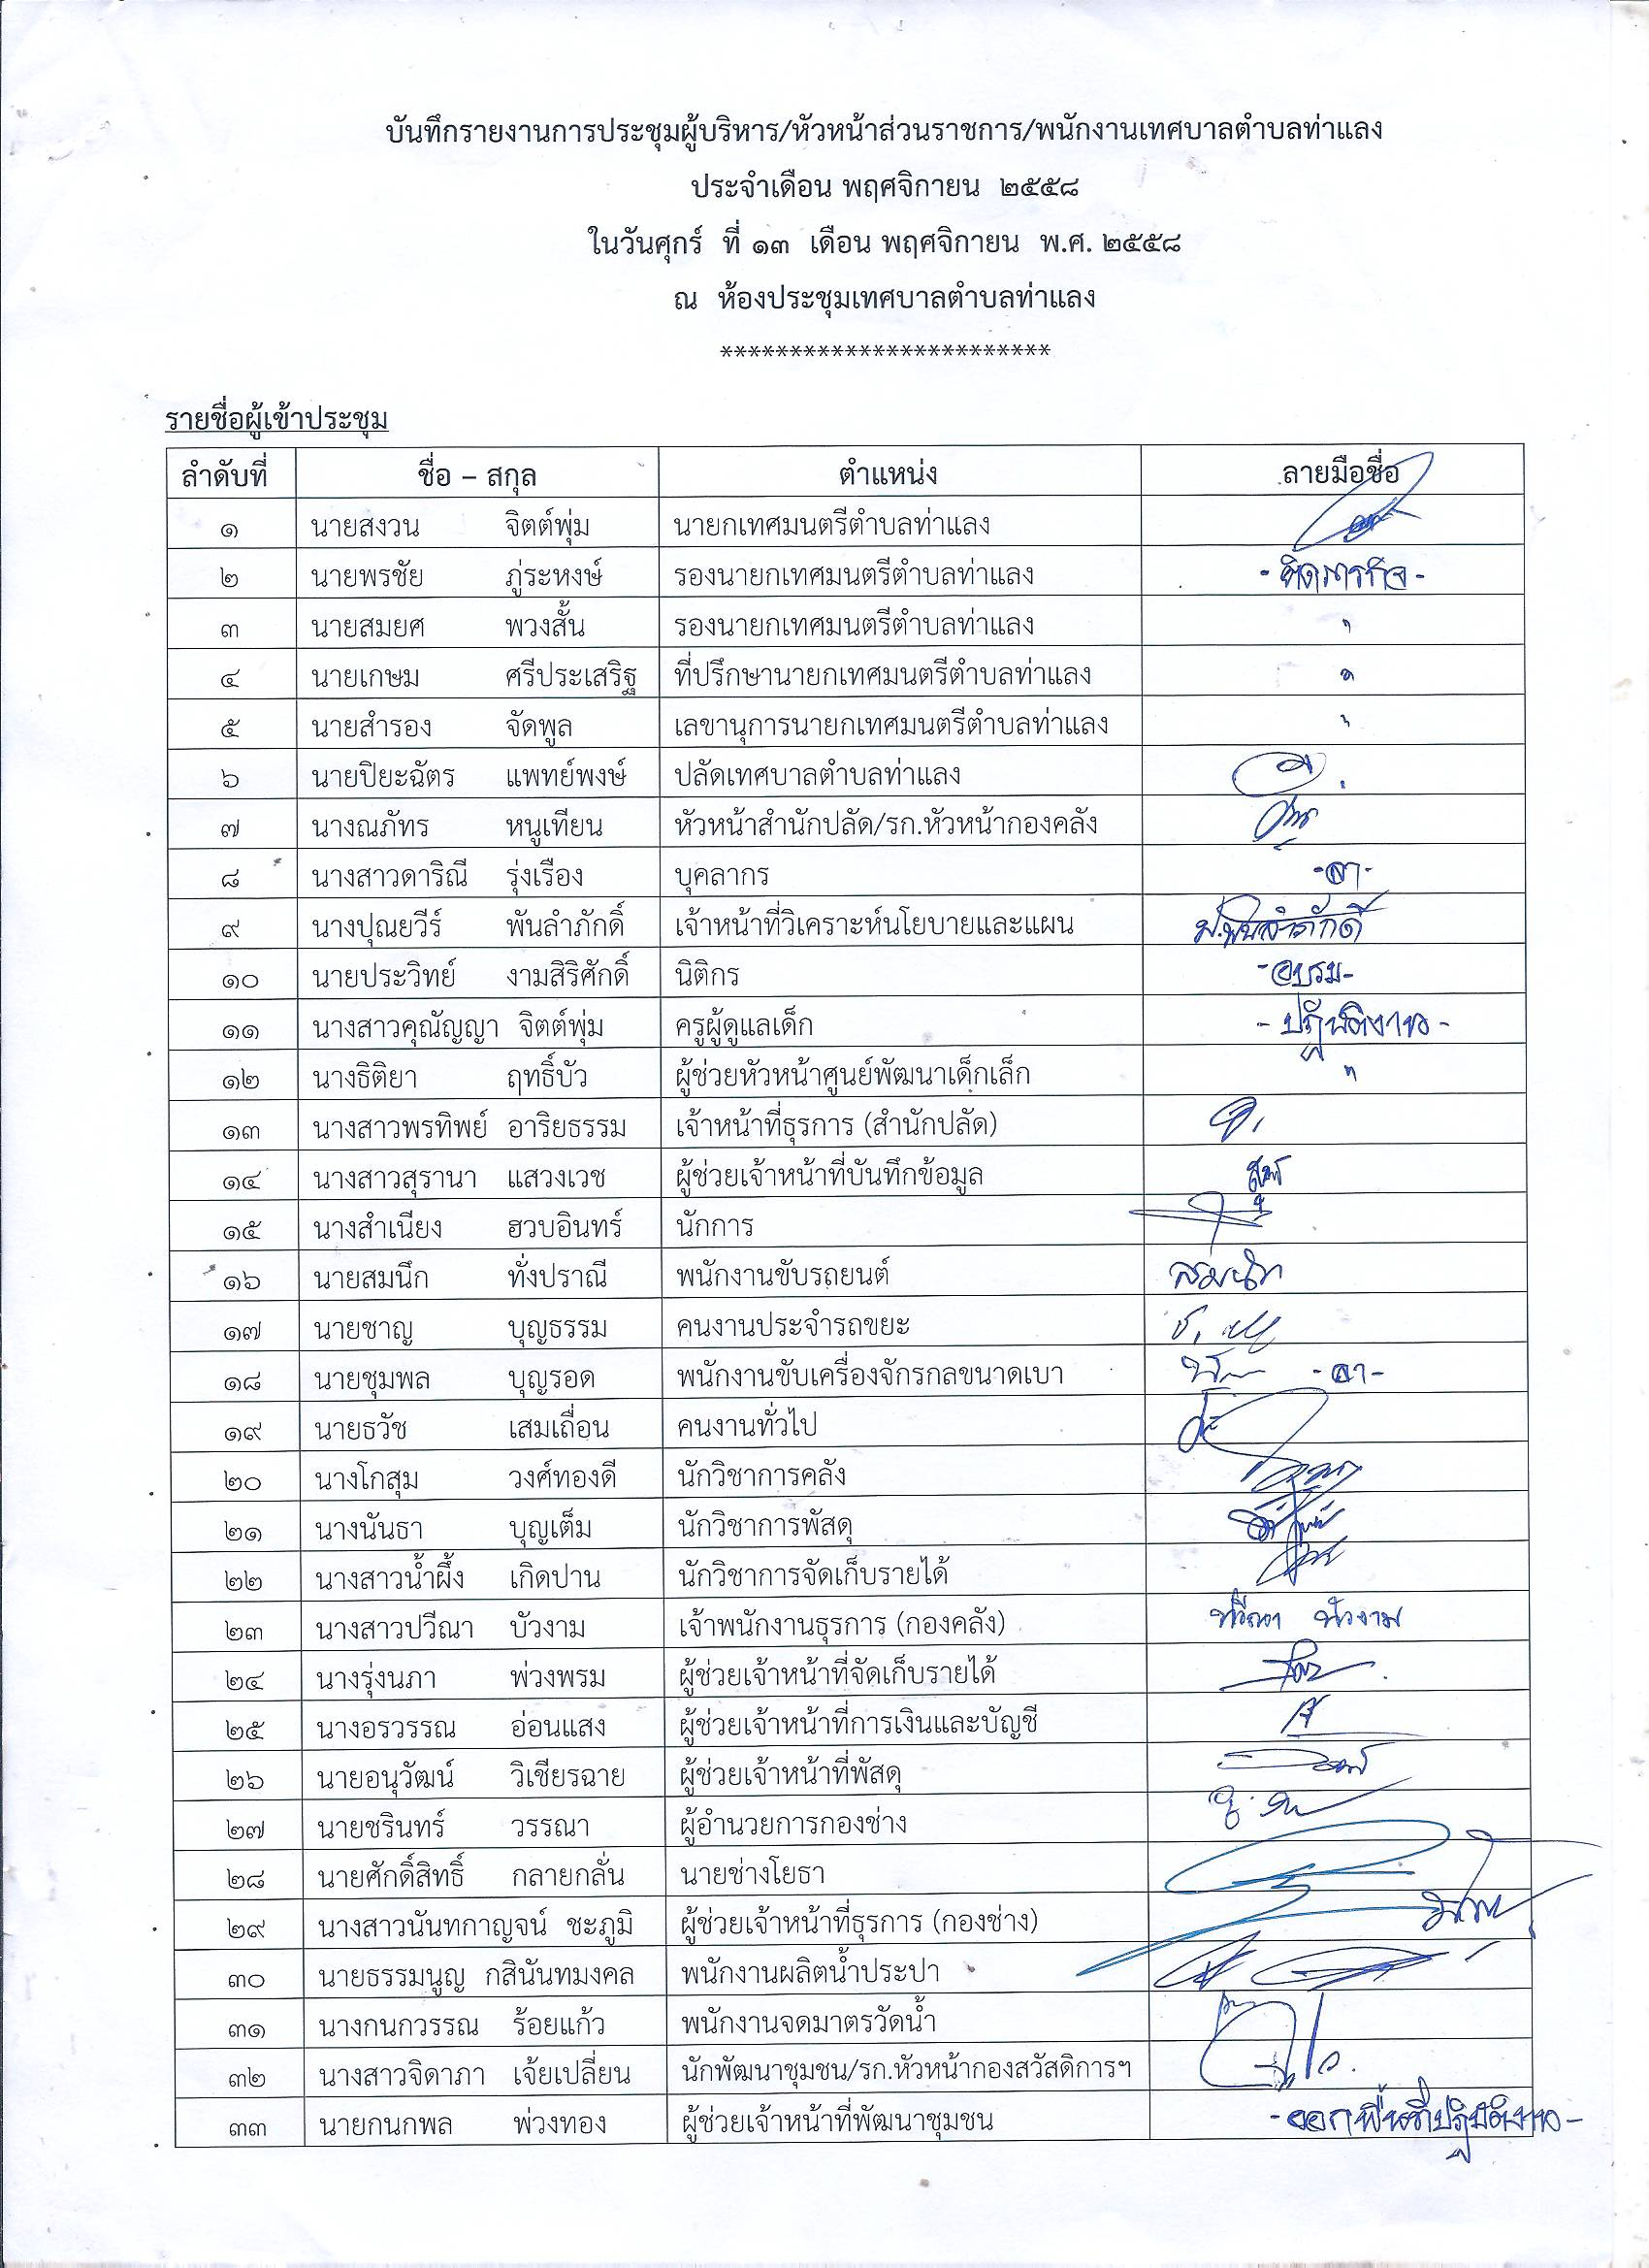 บันทึกรายงานการประชุมผู้บริหาร/หัวหน้าส่วนราชการ/พนักงานเทศบาลตำบลท่าแลง
ประจำเดือน พฤศจิกายน ๒๕๕๘
ในวันศุกร์ ที่ ๑๓ เดือน พฤศจิกายน พ.ศ. ๒๕๕๘
ณ ห้องประชุมเทศบาลตำบลท่าแลง
************************
รายชื่อผู้เข้าประชุม
ลำดับที่ ชื่อ – สกุล ตำแหน่ง ลายมือชื่อ
๑ นายสงวน จิตต์พุ่ม นายกเทศมนตรีตำบลท่าแลง
๒ นายพรชัย ภู่ระหงษ์ รองนายกเทศมนตรีตำบลท่าแลง -ติดภารกิจ-
๓ นายสมยศ พวงสั้น รองนายกเทศมนตรีตำบลท่าแลง "
๔ นายเกษม ศรีประเสริฐ ที่ปรึกษานายกเทศมนตรีตำบลท่าแลง "
๕ นายสำรอง จัดพูล เลขานุการนายกเทศมนตรีตำบลท่าแลง "
๖ นายปิยะฉัตร แพทย์พงษ์ ปลัดเทศบาลตำบลท่าแลง
๗ นางณภัทร หนูเทียน หัวหน้าสำนักปลัด/รก.หัวหน้ากองคลัง
๘ นางสาวดาริณี รุ่งเรือง บุคลากร -ลา-
๙ นางปุณยวีร์ พันลำภักดิ์ เจ้าหน้าที่วิเคราะห์นโยบายและแผน ป.พันลำภักดิ์
๑๐ นายประวิทย์ งามสิริศักดิ์ นิติกร -อบรม-
๑๑ นางสาวคุณัญญา จิตต์พุ่ม ครูผู้ดูแลเด็ก -ปฏิบัติงาน-
๑๒ นางธิติยา ฤทธิ์บัว ผู้ช่วยหัวหน้าศูนย์พัฒนาเด็กเล็ก "
๑๓ นางสาวพรทิพย์ อาริยธรรม เจ้าหน้าที่ธุรการ (สำนักปลัด)
๑๔ นางสาวสุรานา แสวงเวช ผู้ช่วยเจ้าหน้าที่บันทึกข้อมูล
๑๕ นางสำเนียง ฮวบอินทร์ นักการ
๑๖ นายสมนึก ทั่งปราณี พนักงานขับรถยนต์ สมนึก
๑๗ นายชาญ บุญธรรม คนงานประจำรถขยะ
๑๘ นายชุมพล บุญรอด พนักงานขับเครื่องจักรกลขนาดเบา -ลา-
๑๙ นายธวัช เสมเถื่อน คนงานทั่วไป
๒๐ นางโกสุม วงศ์ทองดี นักวิชาการคลัง
๒๑ นางนันธา บุญเต็ม นักวิชาการพัสดุ
๒๒ นางสาวน้ำผึ้ง เกิดปาน นักวิชาการจัดเก็บรายได้
๒๓ นางสาวปวีณา บัวงาม เจ้าพนักงานธุรการ (กองคลัง) ปวีณา บัวงาม
๒๔ นางรุ่งนภา พ่วงพรม ผู้ช่วยเจ้าหน้าที่จัดเก็บรายได้
๒๕ นางอรวรรณ อ่อนแสง ผู้ช่วยเจ้าหน้าที่การเงินและบัญชี
๒๖ นายอนุวัฒน์ วิเชียรฉาย ผู้ช่วยเจ้าหน้าที่พัสดุ
๒๗ นายชรินทร์ วรรณา ผู้อำนวยการกองช่าง
๒๘ นายศักดิ์สิทธิ์ กลายกลั่น นายช่างโยธา
๒๙ นางสาวนันทกาญจน์ ชะภูมิ ผู้ช่วยเจ้าหน้าที่ธุรการ (กองช่าง)
๓๐ นายธรรมนูญ กสินันทมงคล พนักงานผลิตน้ำประปา
๓๑ นางกนกวรรณ ร้อยแก้ว พนักงานจดมาตรวัดน้ำ
๓๒ นางสาวจิดาภา เจ้ยเปลี่ยน นักพัฒนาชุมชน/รก.หัวหน้ากองสวัสดิการฯ
๓๓ นายกนกพล พ่วงทอง ผู้ช่วยเจ้าหน้าที่พัฒนาชุมชน -ออกพื้นที่ปฏิบัติงาน-